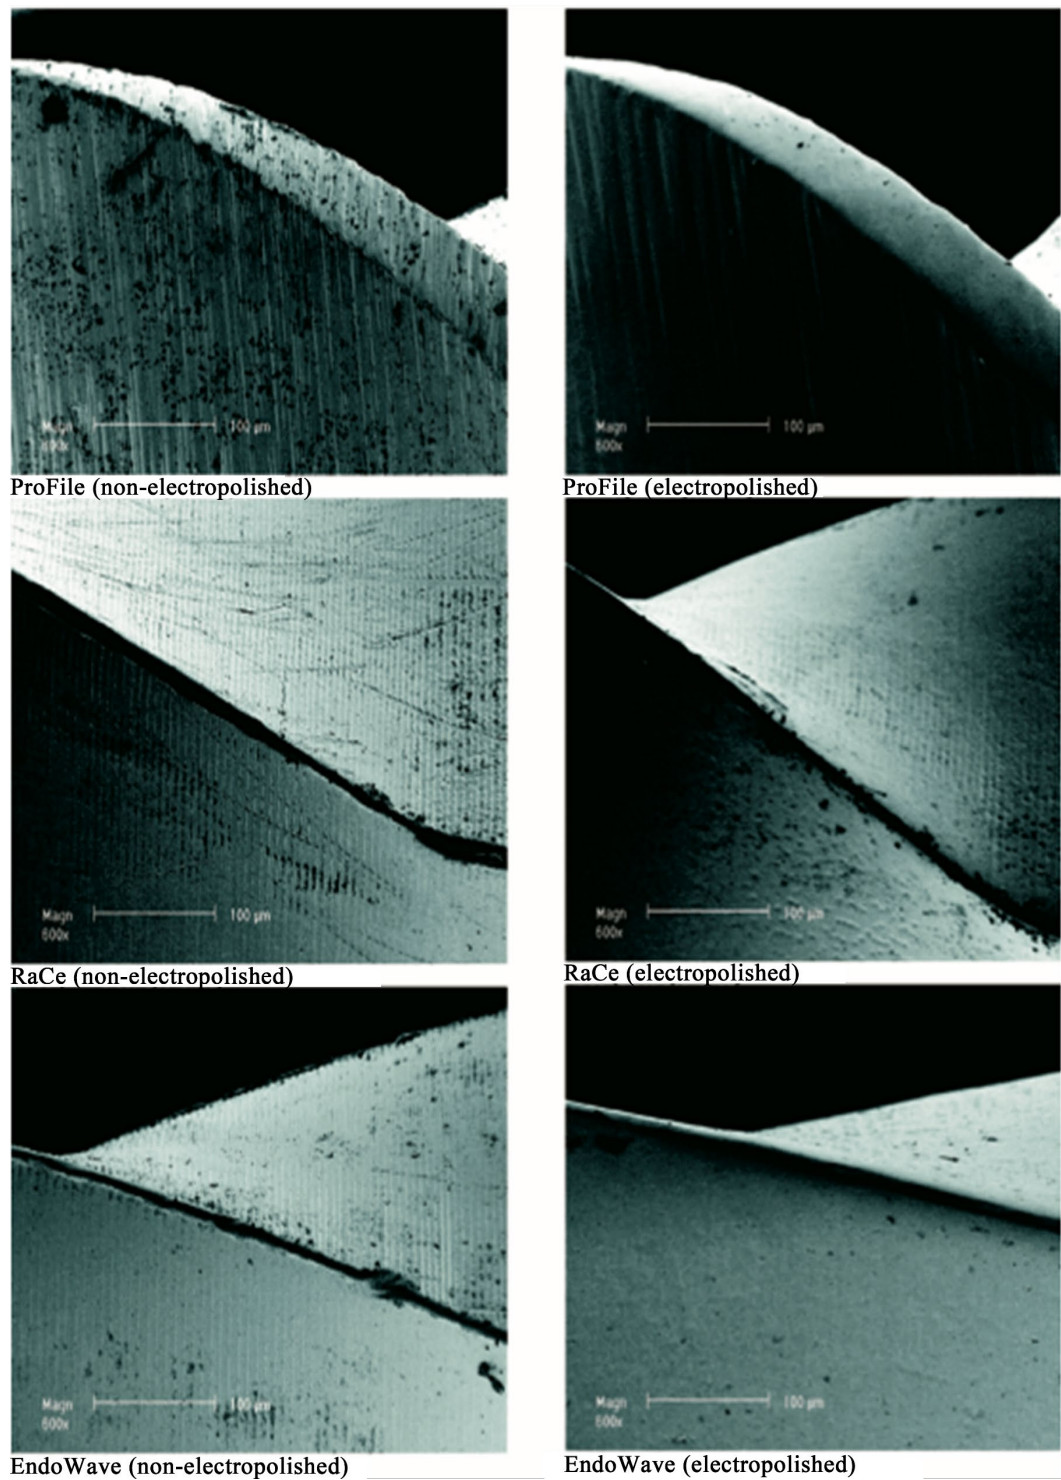 Magn 100 µm
600x
Magn 100 µm
600x
ProFile (non-electropolished)
ProFile (electropolished)
Magn 100 µm
600x
Magn 100 µm
600x
RaCe (non-electropolished)
RaCe (electropolished)
Magn 100 µm
600x
Magn 100 µm
600x
EndoWave (non-electropolished)
EndoWave (electropolished)